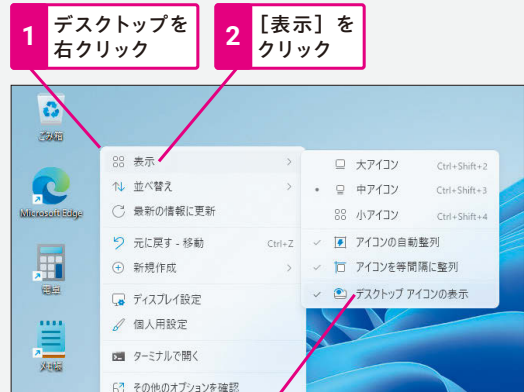 1 デスクトップを
右クリック
2 [表示]を
クリック
ごみ箱
Microsoft Edge
電卓
メモ帳
表示
並べ替え
最新の情報に更新
元に戻す - 移動 Ctrl+Z
新規作成
ディスプレイ設定
個人用設定
ターミナルで開く
その他のオプションを確認
大アイコン Ctrl+Shift+2
中アイコン Ctrl+Shift+3
小アイコン Ctrl+Shift+4
アイコンの自動整列
アイコンを等間隔に整列
デスクトップ アイコンの表示